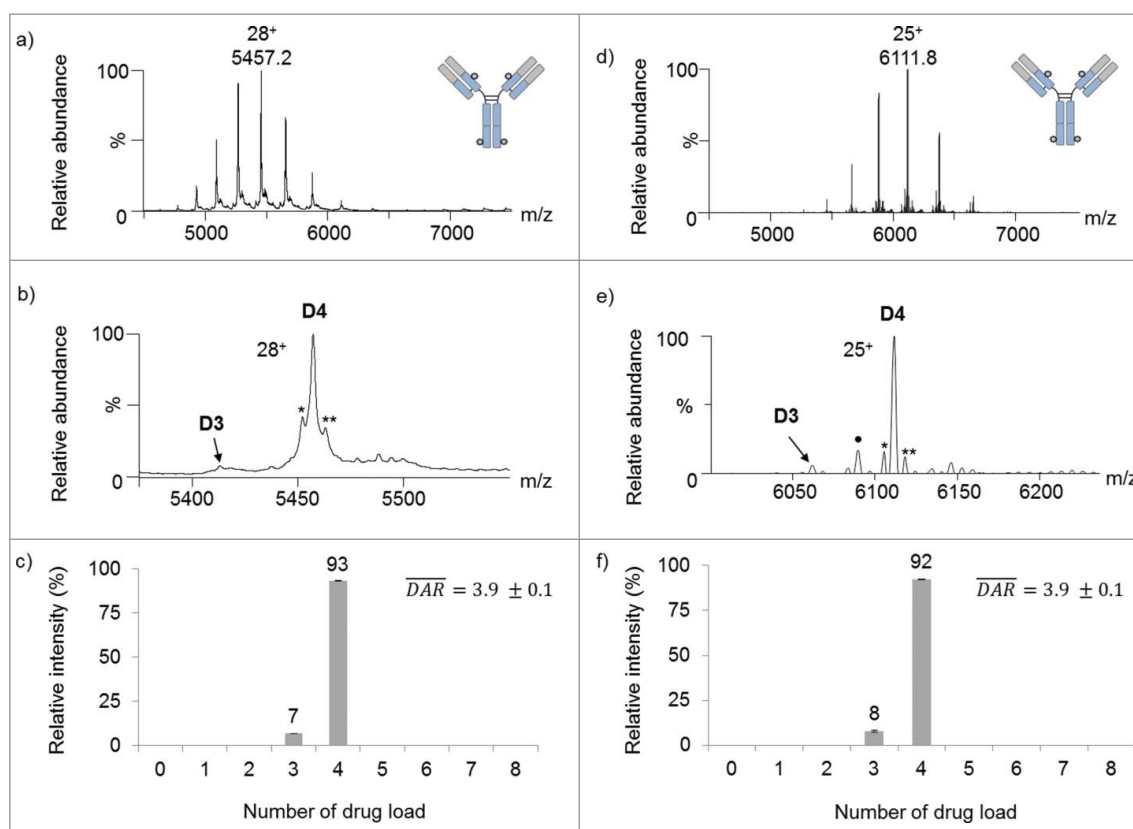 a)
28+
5457.2
Relative abundance
%
100
0
5000
6000
7000
m/z
b)
D4
28+
D3
*
**
Relative abundance
%
100
0
5400
5450
5500
m/z
c)
Relative intensity (%)
100
75
50
25
0
7
93
DAR = 3.9 ± 0.1
0 1 2 3 4 5 6 7 8
Number of drug load
d)
25+
6111.8
Relative abundance
%
100
0
5000
6000
7000
m/z
e)
D4
25+
D3
●
*
**
Relative abundance
%
100
0
6050
6100
6150
6200
m/z
f)
Relative intensity (%)
100
75
50
25
0
8
92
DAR = 3.9 ± 0.1
0 1 2 3 4 5 6 7 8
Number of drug load